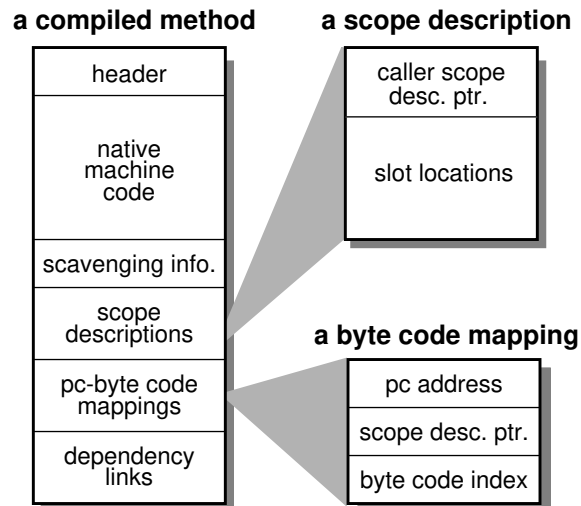 a compiled method
header
native
machine
code
scavenging info.
scope
descriptions
pc-byte code
mappings
dependency
links
a scope description
caller scope
desc. ptr.
slot locations
a byte code mapping
pc address
scope desc. ptr.
byte code index